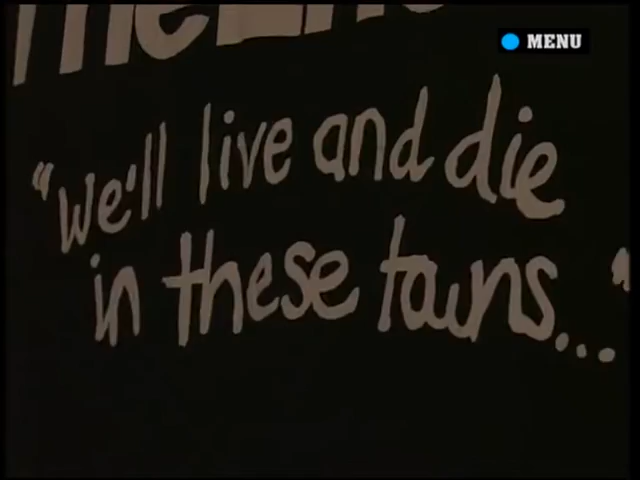 MENU
"we'll live and die
in these towns..."